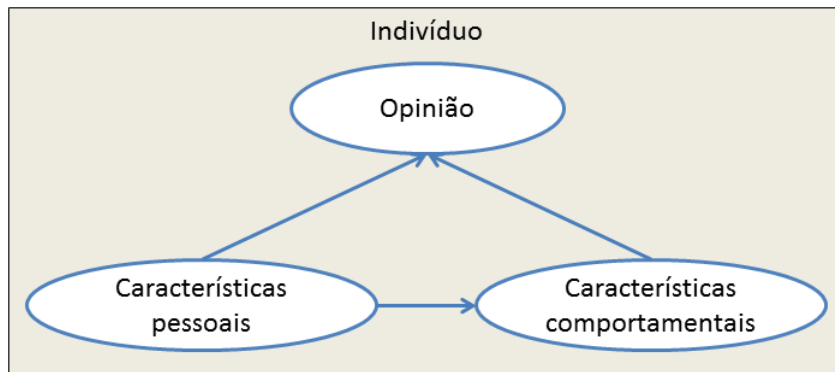 Indivíduo
Opinião
Características
pessoais
Características
comportamentais